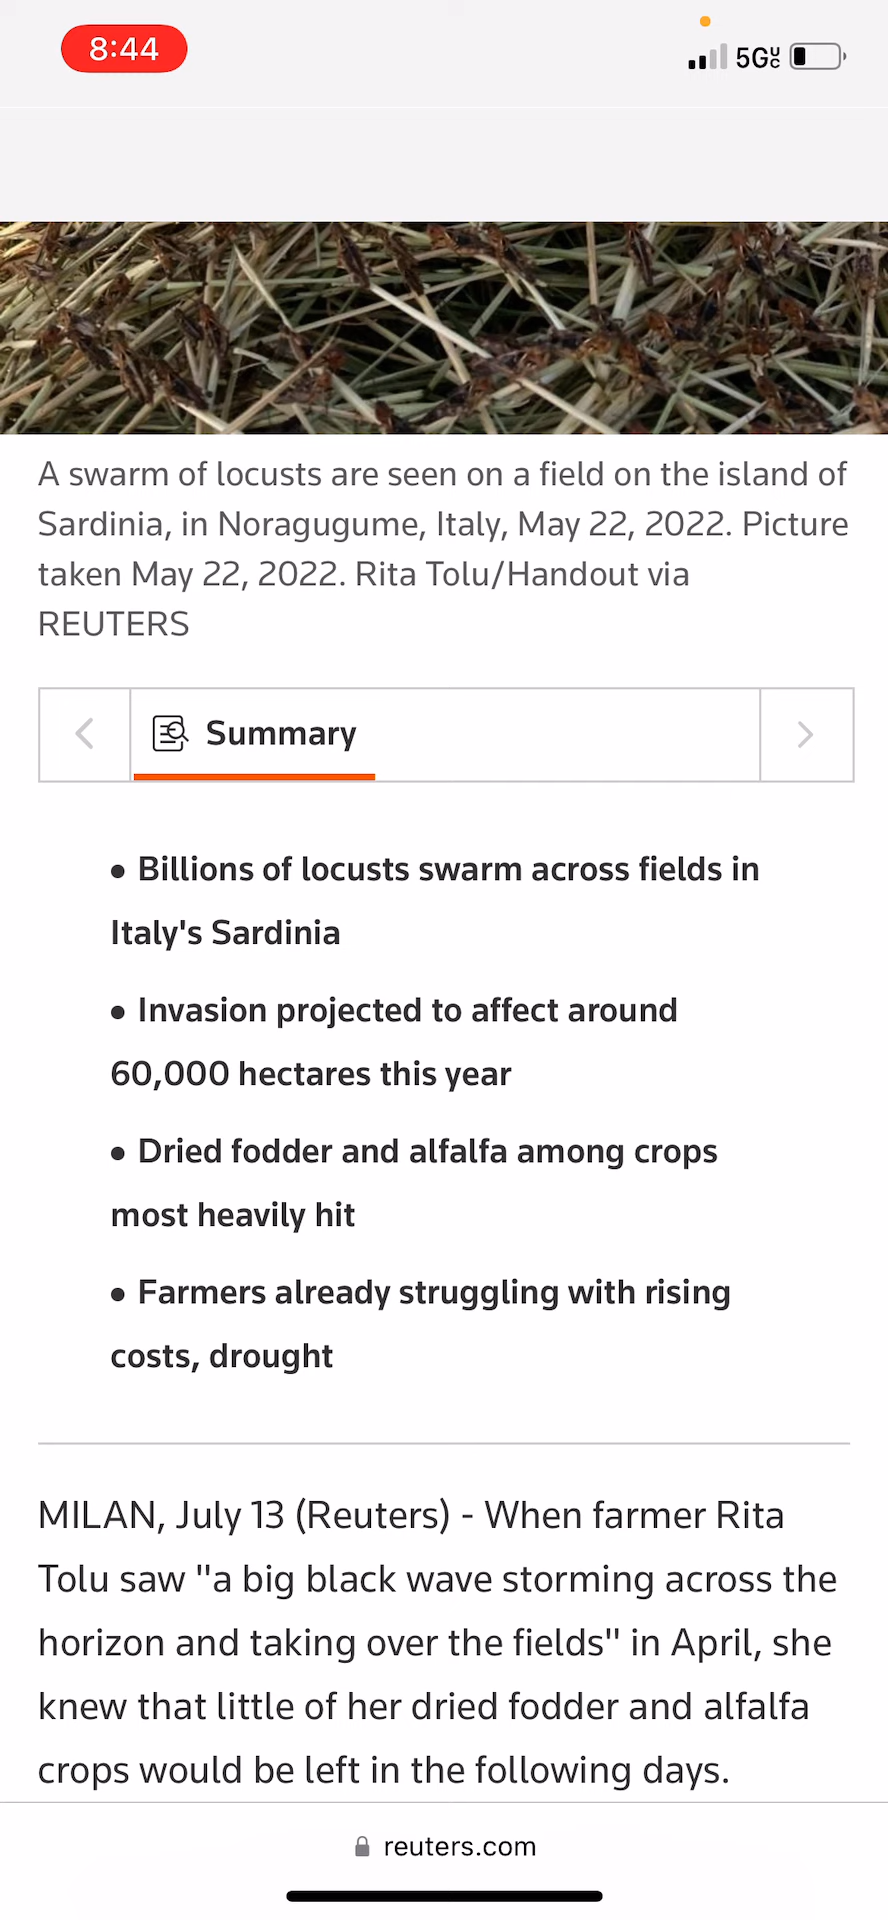 8:44
5G UC
A swarm of locusts are seen on a field on the island of
Sardinia, in Noragugume, Italy, May 22, 2022. Picture
taken May 22, 2022. Rita Tolu/Handout via
REUTERS
Summary
• Billions of locusts swarm across fields in
Italy's Sardinia
• Invasion projected to affect around
60,000 hectares this year
• Dried fodder and alfalfa among crops
most heavily hit
• Farmers already struggling with rising
costs, drought
MILAN, July 13 (Reuters) - When farmer Rita
Tolu saw "a big black wave storming across the
horizon and taking over the fields" in April, she
knew that little of her dried fodder and alfalfa
crops would be left in the following days.
reuters.com